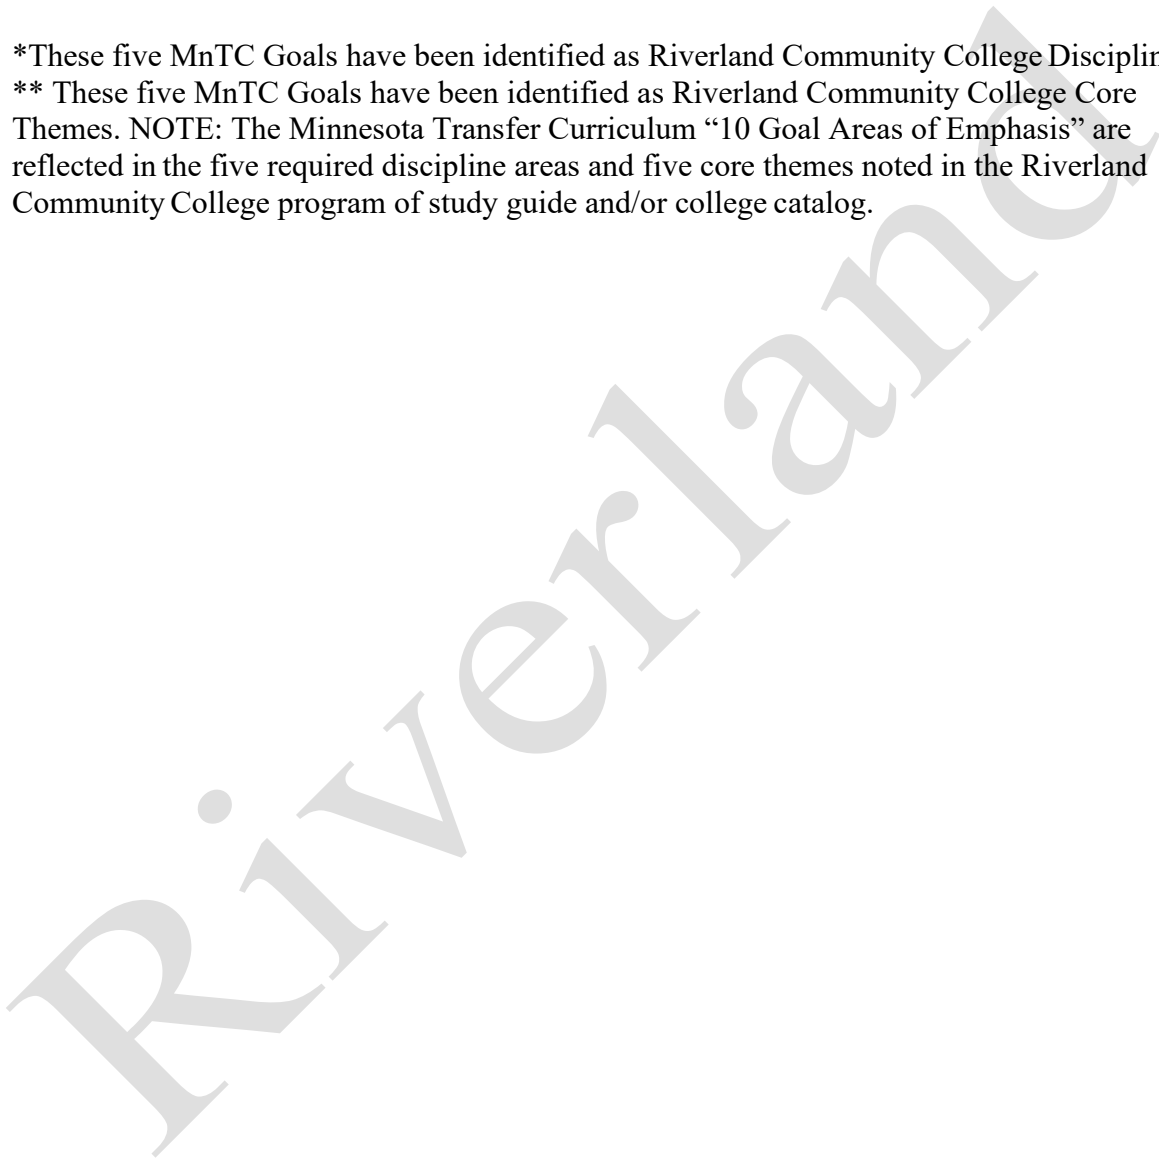 *These five MnTC Goals have been identified as Riverland Community College
** These five MnTC Goals have been identified as Riverland Community College Core
Themes. NOTE: The Minnesota Transfer Curriculum “10 Goal Areas of Emphasis” are
reflected in the five required discipline areas and five core themes noted in the Riverland
Community College program of study guide and/or college catalog.
Riverland